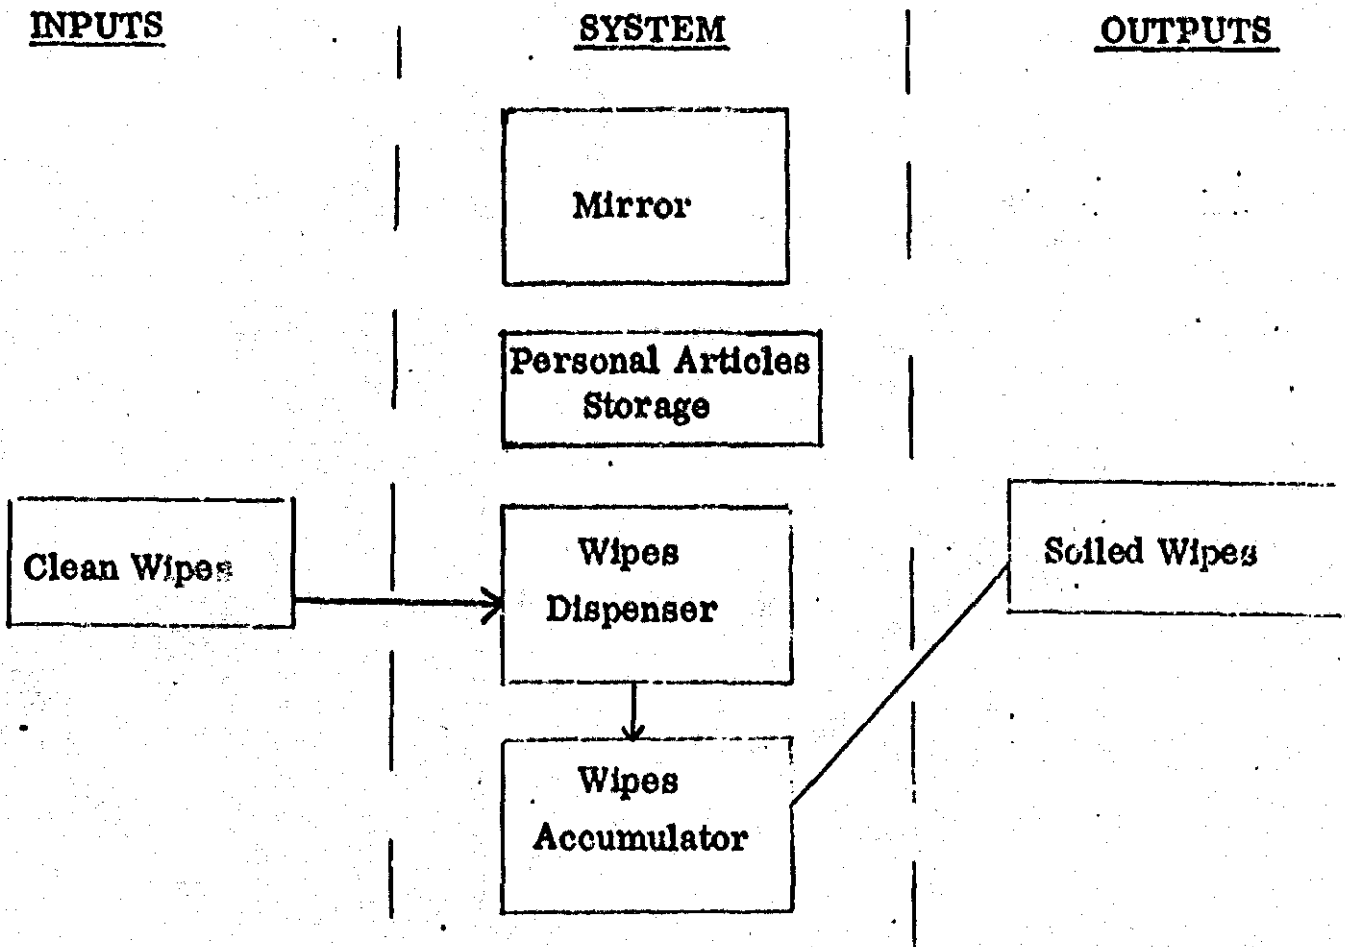 INPUTS
SYSTEM
OUTPUTS
Mirror
Personal Articles
Storage
Clean Wipes
Wipes
Dispenser
Soiled Wipes
Wipes
Accumulator